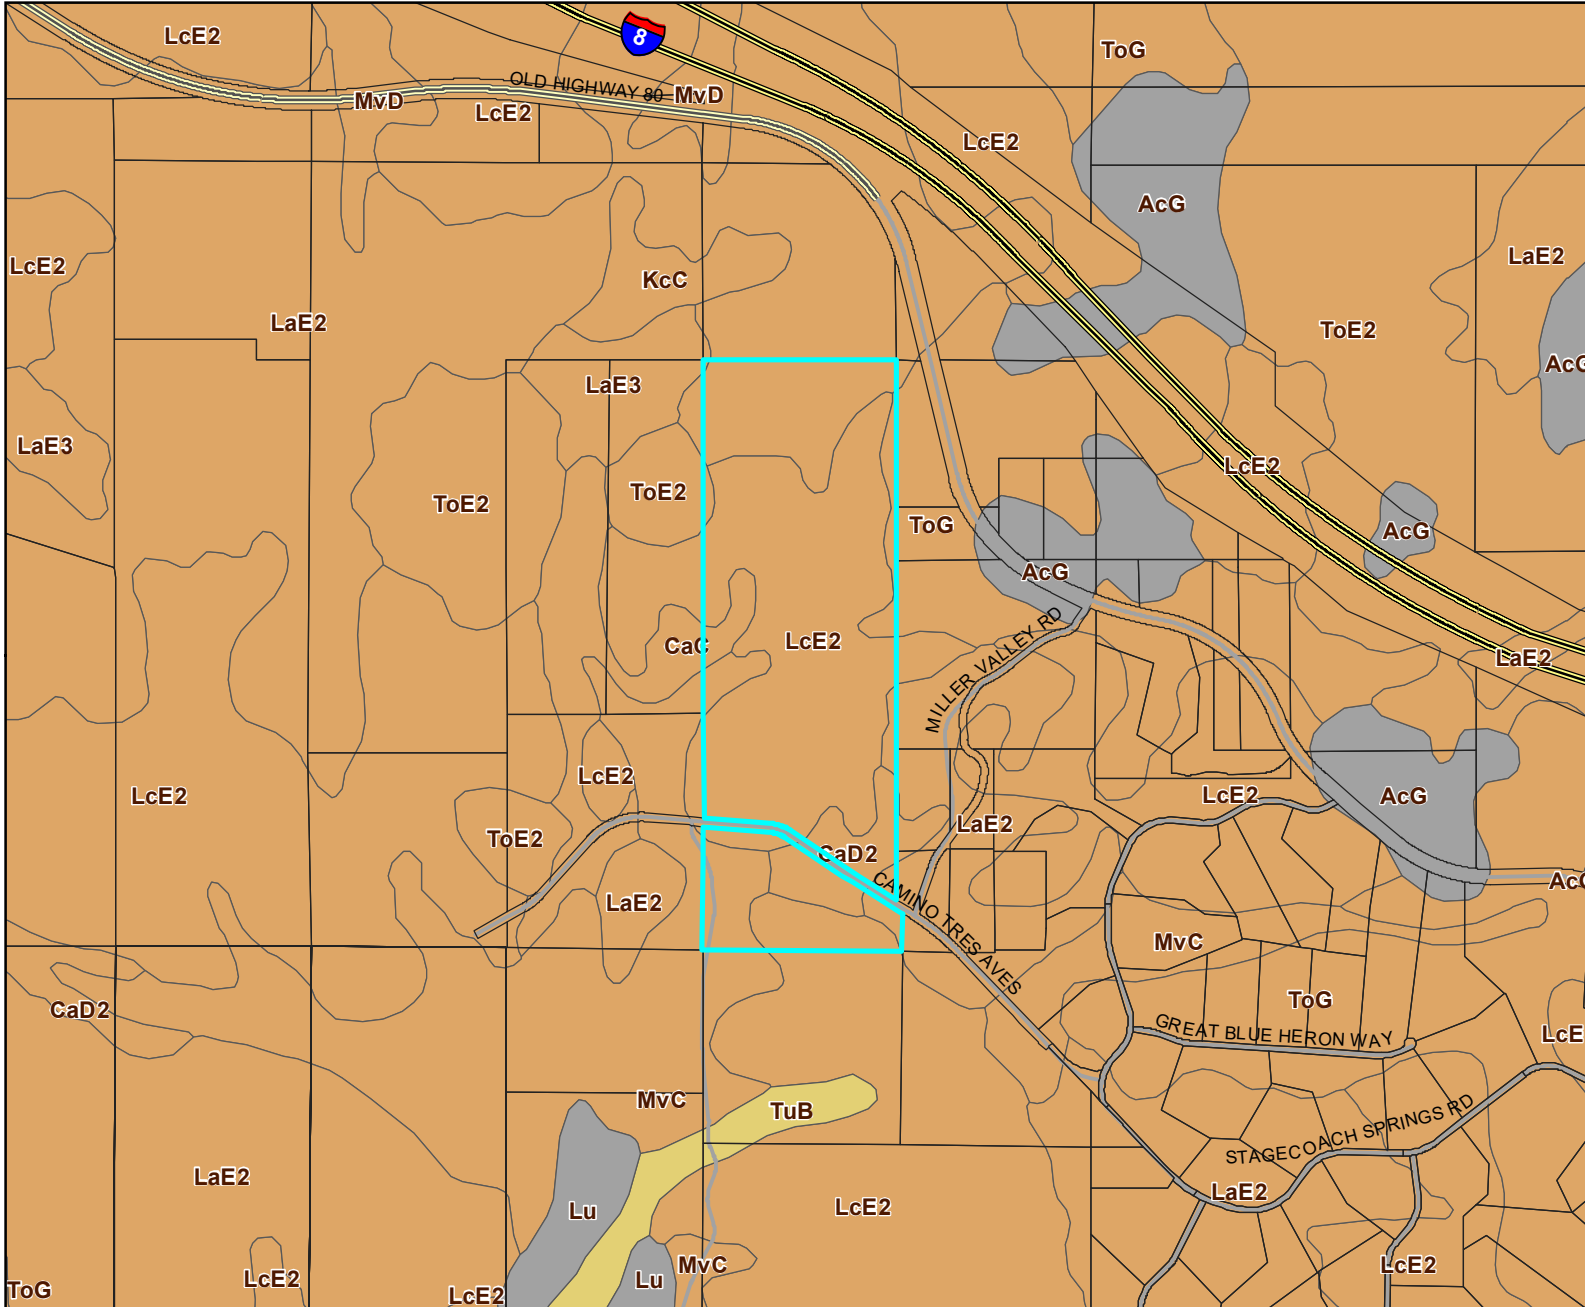 LcE2
8
ToG
OLD HIGHWAY 80
MvD
MvD
LcE2
LcE2
AcG
LcE2
LaE2
KcC
LaE2
ToE2
AcG
LaE3
LaE3
LcE2
ToE2
ToE2
ToG
AcG
AcG
MILLER VALLEY RD
CaC
LcE2
LaE2
LcE2
LcE2
LcE2
AcG
ToE2
LaE2
CaD2
AcG
CAMINO TRES AVES
LaE2
MvC
CaD2
ToG
GREAT BLUE HERON WAY
LcE
MvC
TuB
STAGECOACH SPRINGS RD
LaE2
LaE2
Lu
LcE2
MvC
LcE2
Lu
LcE2
ToG
LcE2